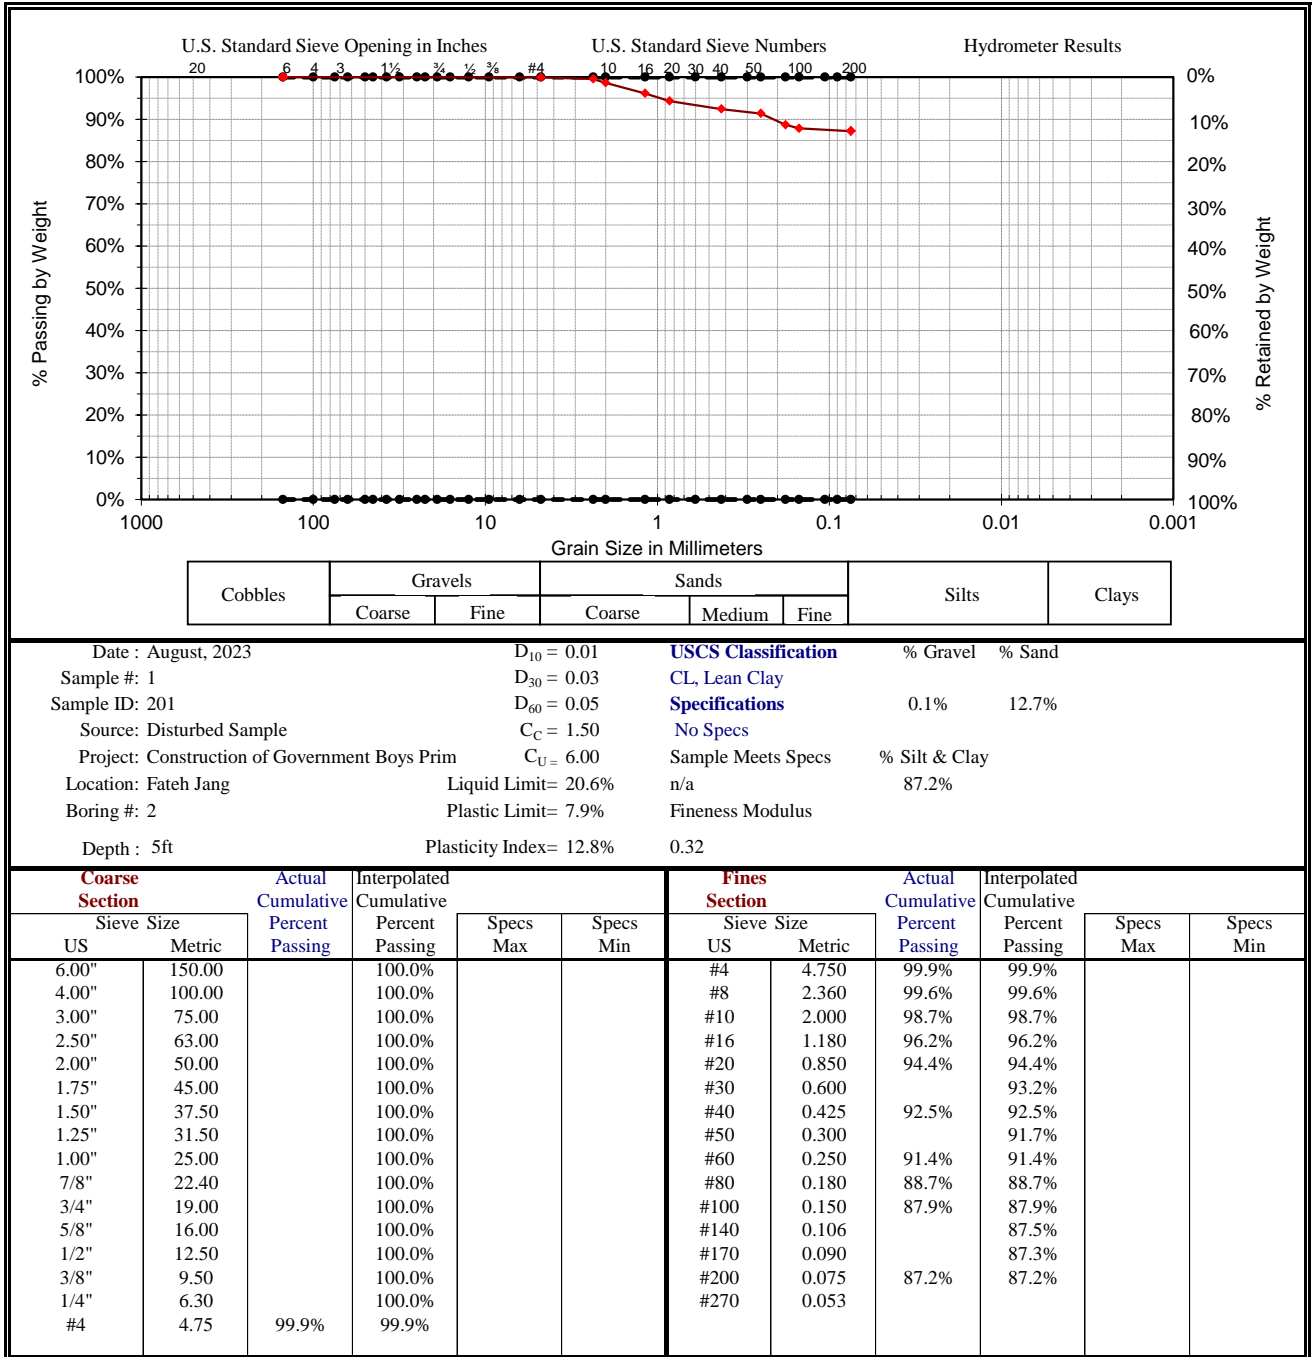 U.S. Standard Sieve Opening in Inches U.S. Standard Sieve Numbers Hydrometer Results
20 6 4 3 1½ ¾ ½ ⅜ #4 10 16 20 30 40 50 100 200
100% 0%
90% 10%
80% 20%
70% 30%
60% 40%
50% 50%
40% 60%
30% 70%
20% 80%
10% 90%
0% 100%
% Passing by Weight
% Retained by Weight
1000 100 10 1 0.1 0.01 0.001
Grain Size in Millimeters
Cobbles Gravels Sands Silts Clays
Coarse Fine Coarse Medium Fine
Date : August, 2023 D10 = 0.01 USCS Classification % Gravel % Sand
Sample #: 1 D30 = 0.03 CL, Lean Clay
Sample ID: 201 D60 = 0.05 Specifications 0.1% 12.7%
Source: Disturbed Sample CC = 1.50 No Specs
Project: Construction of Government Boys Prim CU = 6.00 Sample Meets Specs % Silt & Clay
Location: Fateh Jang Liquid Limit= 20.6% n/a 87.2%
Boring #: 2 Plastic Limit= 7.9% Fineness Modulus
Depth : 5ft Plasticity Index= 12.8% 0.32
Coarse Actual Interpolated Fines Actual Interpolated
Section Cumulative Cumulative Section Cumulative Cumulative
Sieve Size Percent Percent Specs Specs Sieve Size Percent Percent Specs Specs
US Metric Passing Passing Max Min US Metric Passing Passing Max Min
6.00" 150.00 100.0% #4 4.750 99.9% 99.9%
4.00" 100.00 100.0% #8 2.360 99.6% 99.6%
3.00" 75.00 100.0% #10 2.000 98.7% 98.7%
2.50" 63.00 100.0% #16 1.180 96.2% 96.2%
2.00" 50.00 100.0% #20 0.850 94.4% 94.4%
1.75" 45.00 100.0% #30 0.600 93.2%
1.50" 37.50 100.0% #40 0.425 92.5% 92.5%
1.25" 31.50 100.0% #50 0.300 91.7%
1.00" 25.00 100.0% #60 0.250 91.4% 91.4%
7/8" 22.40 100.0% #80 0.180 88.7% 88.7%
3/4" 19.00 100.0% #100 0.150 87.9% 87.9%
5/8" 16.00 100.0% #140 0.106 87.5%
1/2" 12.50 100.0% #170 0.090 87.3%
3/8" 9.50 100.0% #200 0.075 87.2% 87.2%
1/4" 6.30 100.0% #270 0.053
#4 4.75 99.9% 99.9%